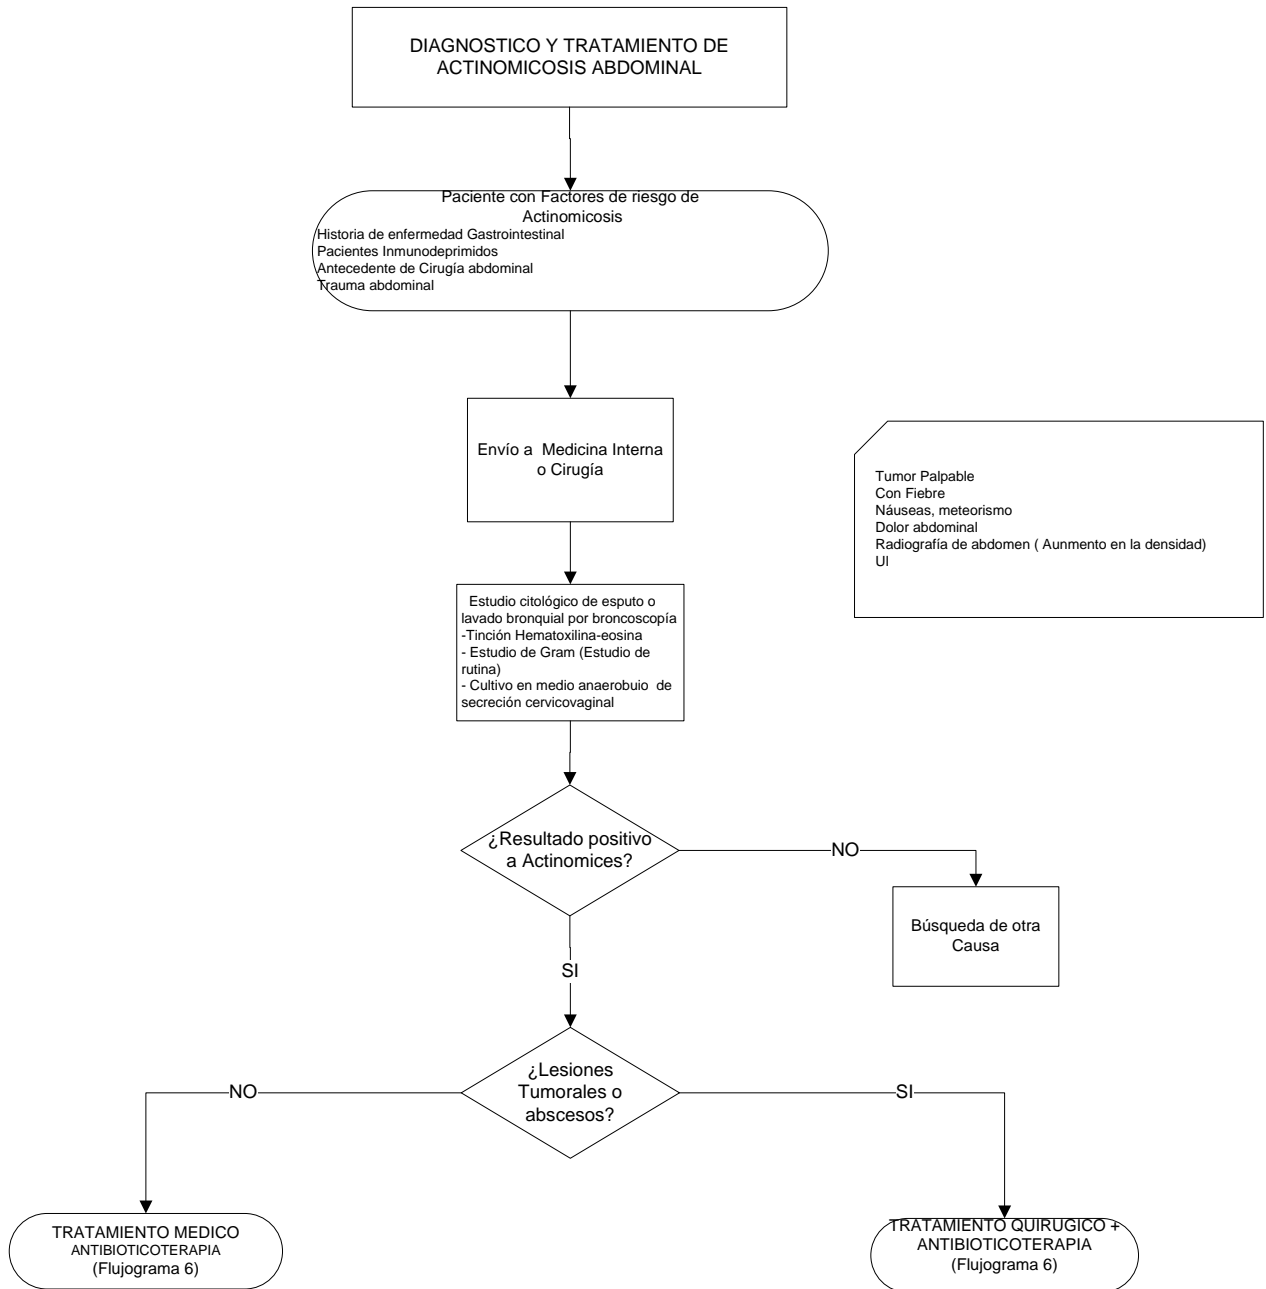 DIAGNOSTICO Y TRATAMIENTO DE
ACTINOMICOSIS ABDOMINAL
Paciente con Factores de riesgo de
Actinomicosis
Historia de enfermedad Gastrointestinal
Pacientes Inmunodeprimidos
Antecedente de Cirugía abdominal
Trauma abdominal
Envío a Medicina Interna
o Cirugía
Tumor Palpable
Con Fiebre
Náuseas, meteorismo
Dolor abdominal
Radiografía de abdomen ( Aunmento en la densidad)
Ul
Estudio citológico de esputo o
lavado bronquial por broncoscopía
-Tinción Hematoxilina-eosina
- Estudio de Gram (Estudio de
rutina)
- Cultivo en medio anaerobuio de
secreción cervicovaginal
¿Resultado positivo
a Actinomices?
NO
Búsqueda de otra
Causa
SI
¿Lesiones
Tumorales o
abscesos?
NO
SI
TRATAMIENTO MEDICO
ANTIBIOTICOTERAPIA
(Flujograma 6)
TRATAMIENTO QUIRUGICO +
ANTIBIOTICOTERAPIA
(Flujograma 6)